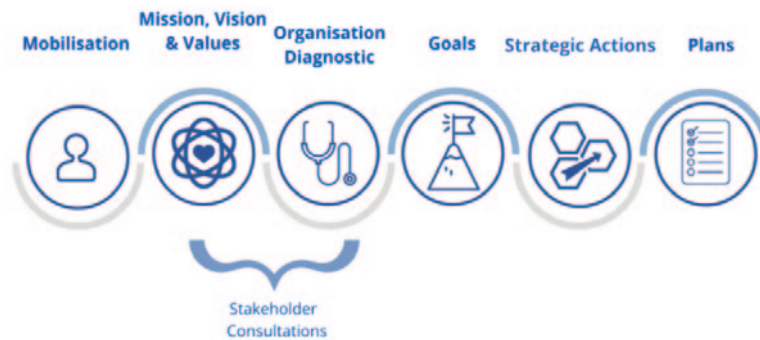 Mobilisation
Mission, Vision
& Values
Organisation
Diagnostic
Goals
Strategic Actions
Plans
Stakeholder
Consultations